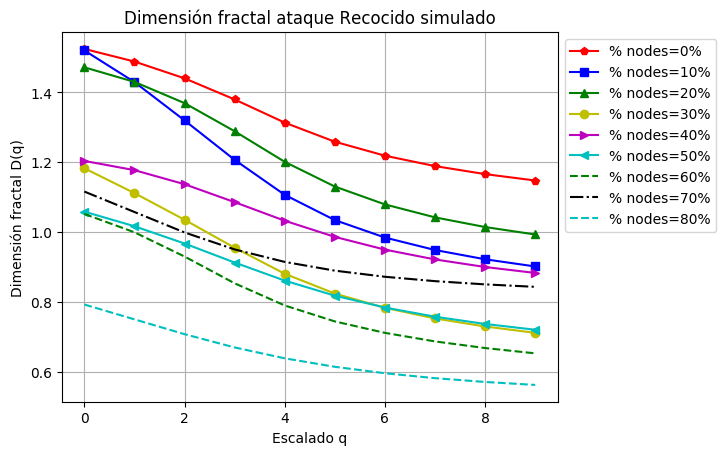 Dimensión fractal ataque Recocido simulado
Dimensión fractal D(q)
1.4
1.2
1.0
0.8
0.6
0
2
4
6
8
Escalado q
% nodes=0%
% nodes=10%
% nodes=20%
% nodes=30%
% nodes=40%
% nodes=50%
% nodes=60%
% nodes=70%
% nodes=80%